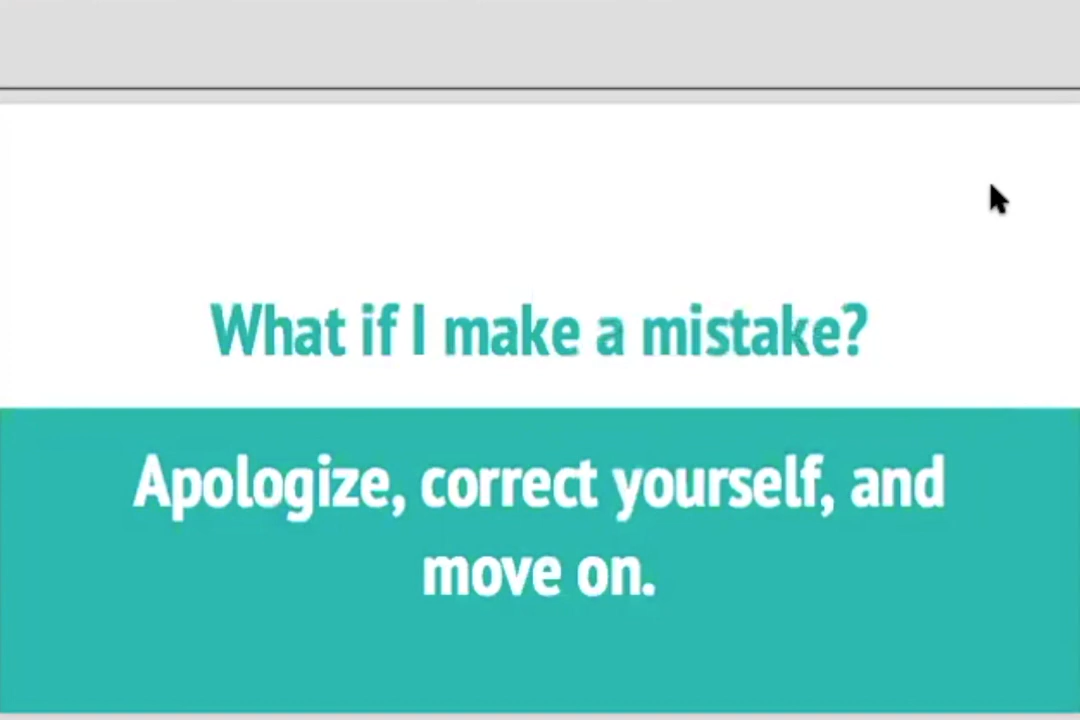 What if I make a mistake?
Apologize, correct yourself, and
move on.